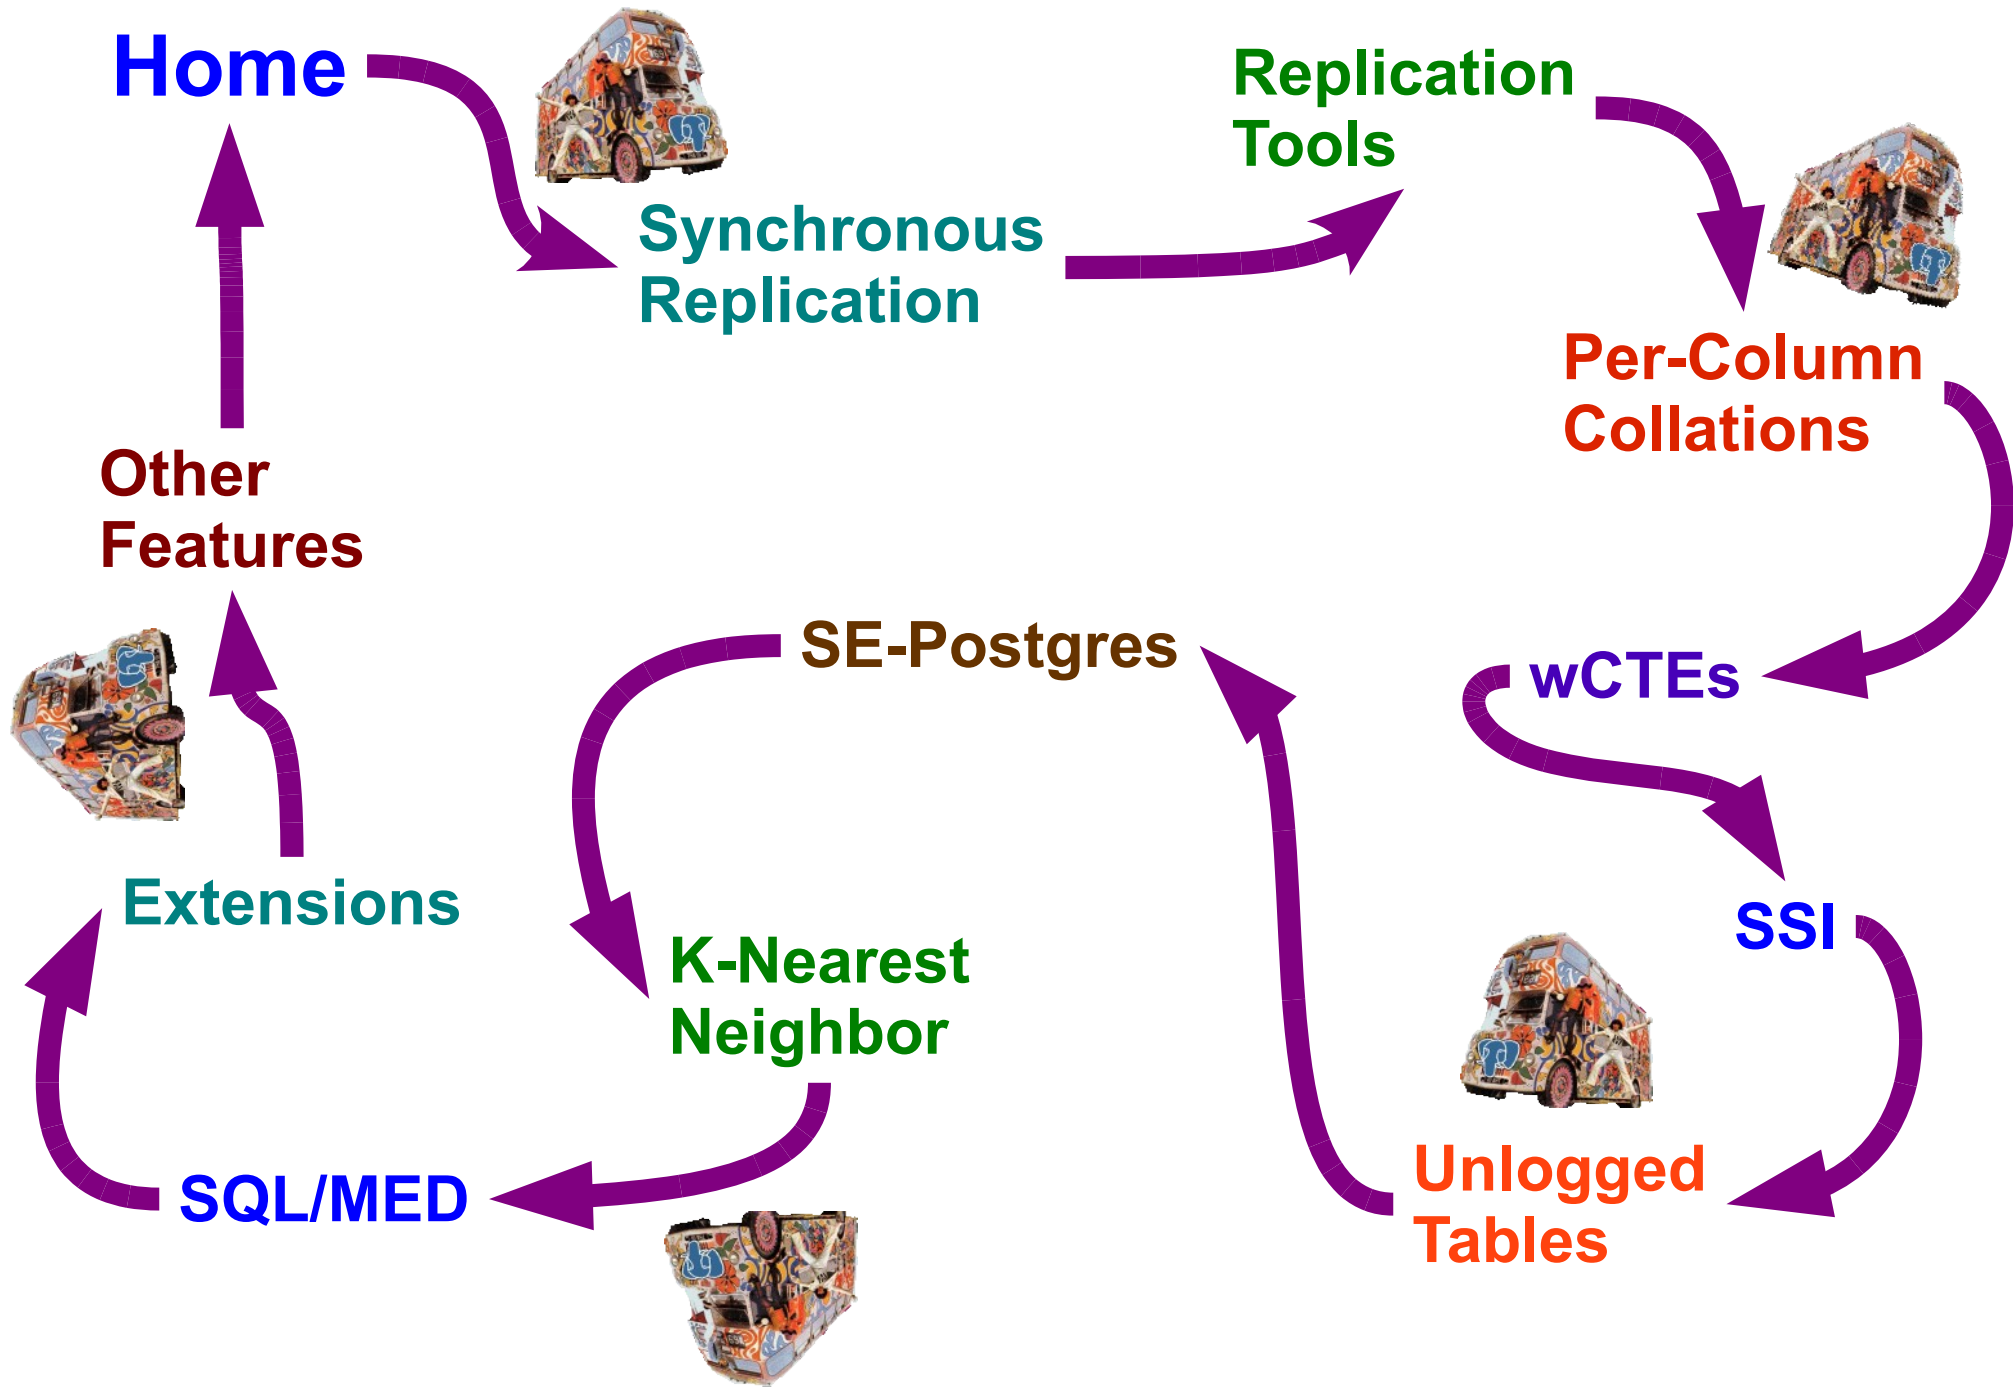 Home
Synchronous
Replication
Replication
Tools
Per-Column
Collations
wCTEs
SSI
Unlogged
Tables
SE-Postgres
K-Nearest
Neighbor
SQL/MED
Extensions
Other
Features